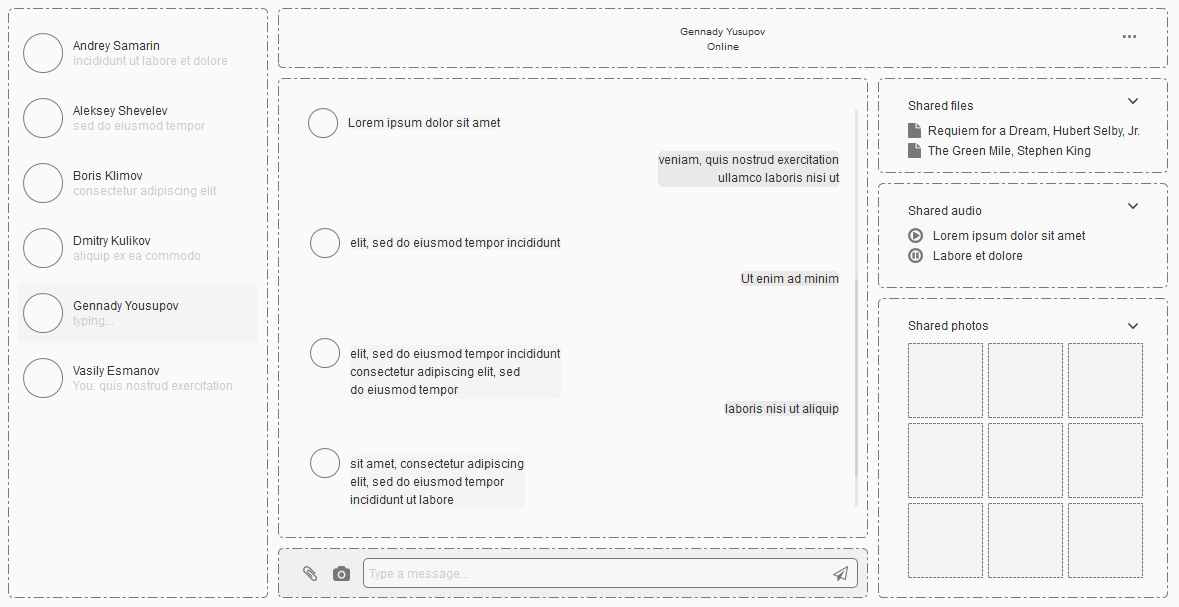 Andrey Samarin
incididunt ut labore et dolore
Aleksey Shevelev
sed do eiusmod tempor
Boris Klimov
consectetur adipiscing elit
Dmitry Kulikov
aliquip ex ea commodo
Gennady Yousupov
typing...
Vasily Esmanov
You: quis nostrud exercitation
Gennady Yusupov
Online
Lorem ipsum dolor sit amet
veniam, quis nostrud exercitation
ullamco laboris nisi ut
elit, sed do eiusmod tempor incididunt
Ut enim ad minim
elit, sed do eiusmod tempor incididunt
consectetur adipiscing elit, sed
do eiusmod tempor
laboris nisi ut aliquip
sit amet, consectetur adipiscing
elit, sed do eiusmod tempor
incididunt ut labore
Type a message...
Shared files
Requiem for a Dream, Hubert Selby, Jr.
The Green Mile, Stephen King
Shared audio
Lorem ipsum dolor sit amet
Labore et dolore
Shared photos